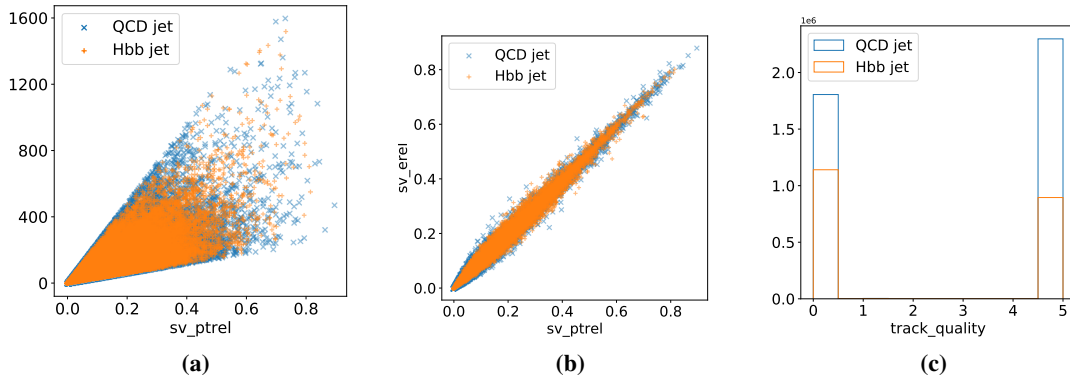 1600
1200
800
400
0
QCD jet
Hbb jet
0.0 0.2 0.4 0.6 0.8
sv_ptrel
(a)
0.8
0.6
0.4
0.2
0.0
sv_erel
QCD jet
Hbb jet
0.0 0.2 0.4 0.6 0.8
sv_ptrel
(b)
1e6
2.0
1.5
1.0
0.5
0.0
QCD jet
Hbb jet
0 1 2 3 4 5
track_quality
(c)